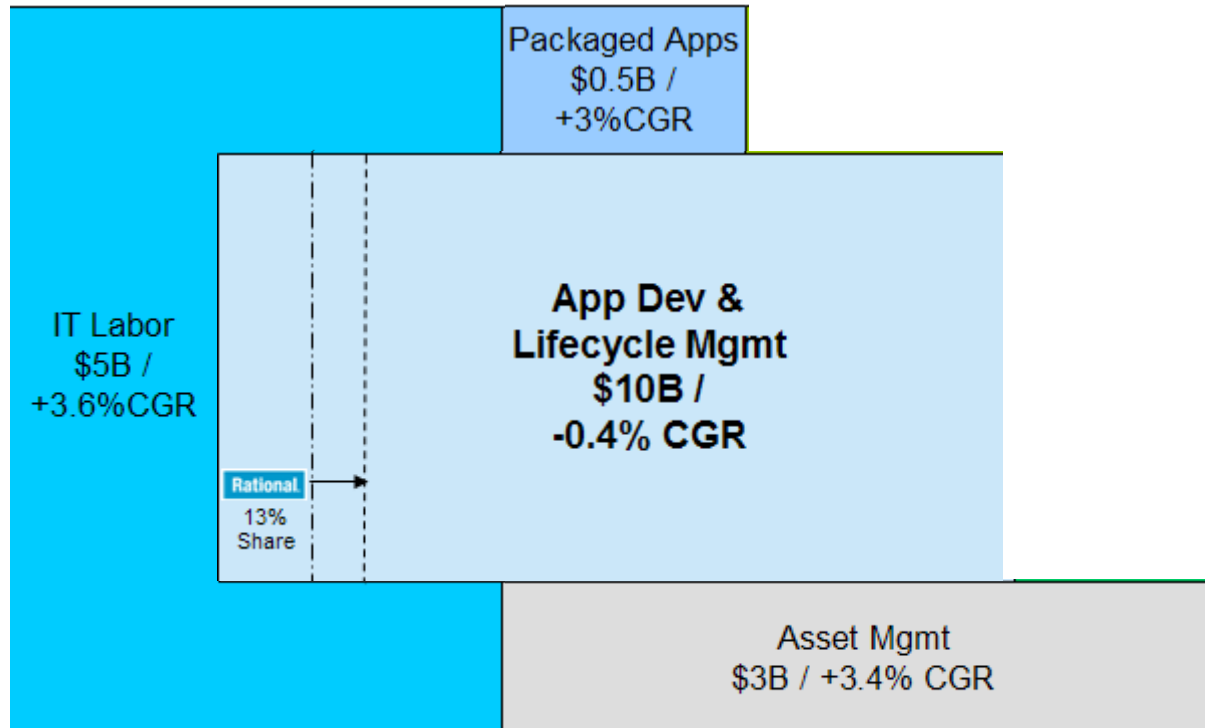 Packaged Apps
$0.5B /
+3%CGR
IT Labor
$5B /
+3.6%CGR
App Dev &
Lifecycle Mgmt
$10B /
-0.4% CGR
Rational
13%
Share
Asset Mgmt
$3B / +3.4% CGR